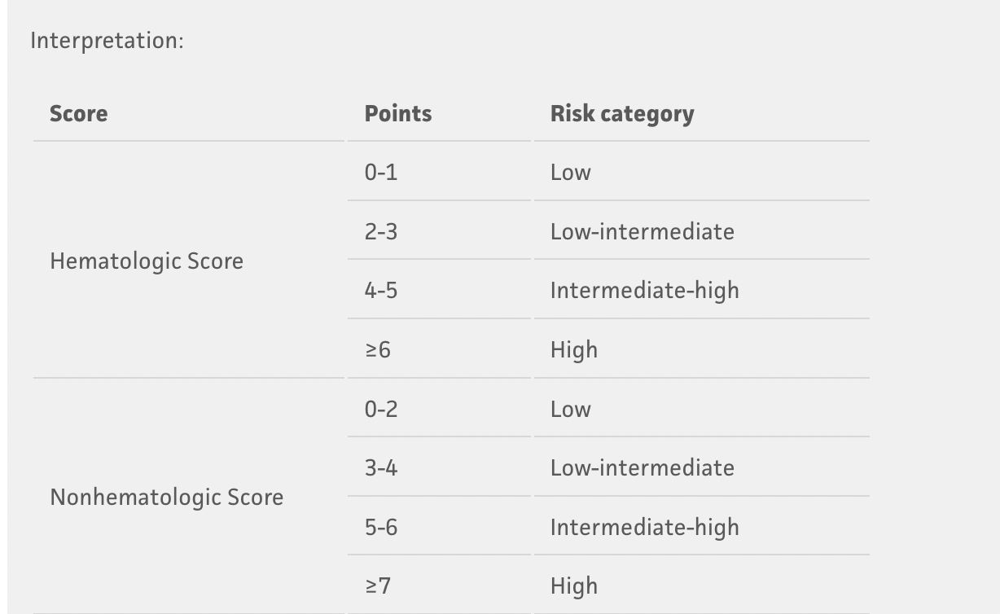 Interpretation:
Score Points Risk category
Hematologic Score
0-1 Low
2-3 Low-intermediate
4-5 Intermediate-high
≥6 High
Nonhematologic Score
0-2 Low
3-4 Low-intermediate
5-6 Intermediate-high
≥7 High